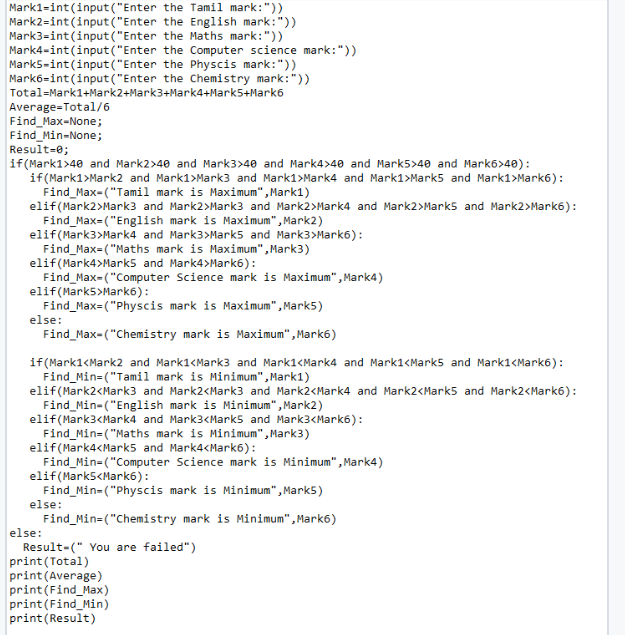 Mark1=int(input("Enter the Tamil mark:"))
Mark2=int(input("Enter the English mark:"))
Mark3=int(input("Enter the Maths mark:"))
Mark4=int(input("Enter the Computer science mark:"))
Mark5=int(input("Enter the Physcis mark:"))
Mark6=int(input("Enter the Chemistry mark:"))
Total=Mark1+Mark2+Mark3+Mark4+Mark5+Mark6
Average=Total/6
Find_Max=None;
Find_Min=None;
Result=0;
if(Mark1>40 and Mark2>40 and Mark3>40 and Mark4>40 and Mark5>40 and Mark6>40):
   if(Mark1>Mark2 and Mark1>Mark3 and Mark1>Mark4 and Mark1>Mark5 and Mark1>Mark6):
     Find_Max=("Tamil mark is Maximum",Mark1)
   elif(Mark2>Mark3 and Mark2>Mark3 and Mark2>Mark4 and Mark2>Mark5 and Mark2>Mark6):
     Find_Max=("English mark is Maximum",Mark2)
   elif(Mark3>Mark4 and Mark3>Mark5 and Mark3>Mark6):
     Find_Max=("Maths mark is Maximum",Mark3)
   elif(Mark4>Mark5 and Mark4>Mark6):
     Find_Max=("Computer Science mark is Maximum",Mark4)
   elif(Mark5>Mark6):
     Find_Max=("Physcis mark is Maximum",Mark5)
   else:
     Find_Max=("Chemistry mark is Maximum",Mark6)

   if(Mark1<Mark2 and Mark1<Mark3 and Mark1<Mark4 and Mark1<Mark5 and Mark1<Mark6):
     Find_Min=("Tamil mark is Minimum",Mark1)
   elif(Mark2<Mark3 and Mark2<Mark3 and Mark2<Mark4 and Mark2<Mark5 and Mark2<Mark6):
     Find_Min=("English mark is Minimum",Mark2)
   elif(Mark3<Mark4 and Mark3<Mark5 and Mark3<Mark6):
     Find_Min=("Maths mark is Minimum",Mark3)
   elif(Mark4<Mark5 and Mark4<Mark6):
     Find_Min=("Computer Science mark is Minimum",Mark4)
   elif(Mark5<Mark6):
     Find_Min=("Physcis mark is Minimum",Mark5)
   else:
     Find_Min=("Chemistry mark is Minimum",Mark6)
else:
  Result=(" You are failed")
print(Total)
print(Average)
print(Find_Max)
print(Find_Min)
print(Result)